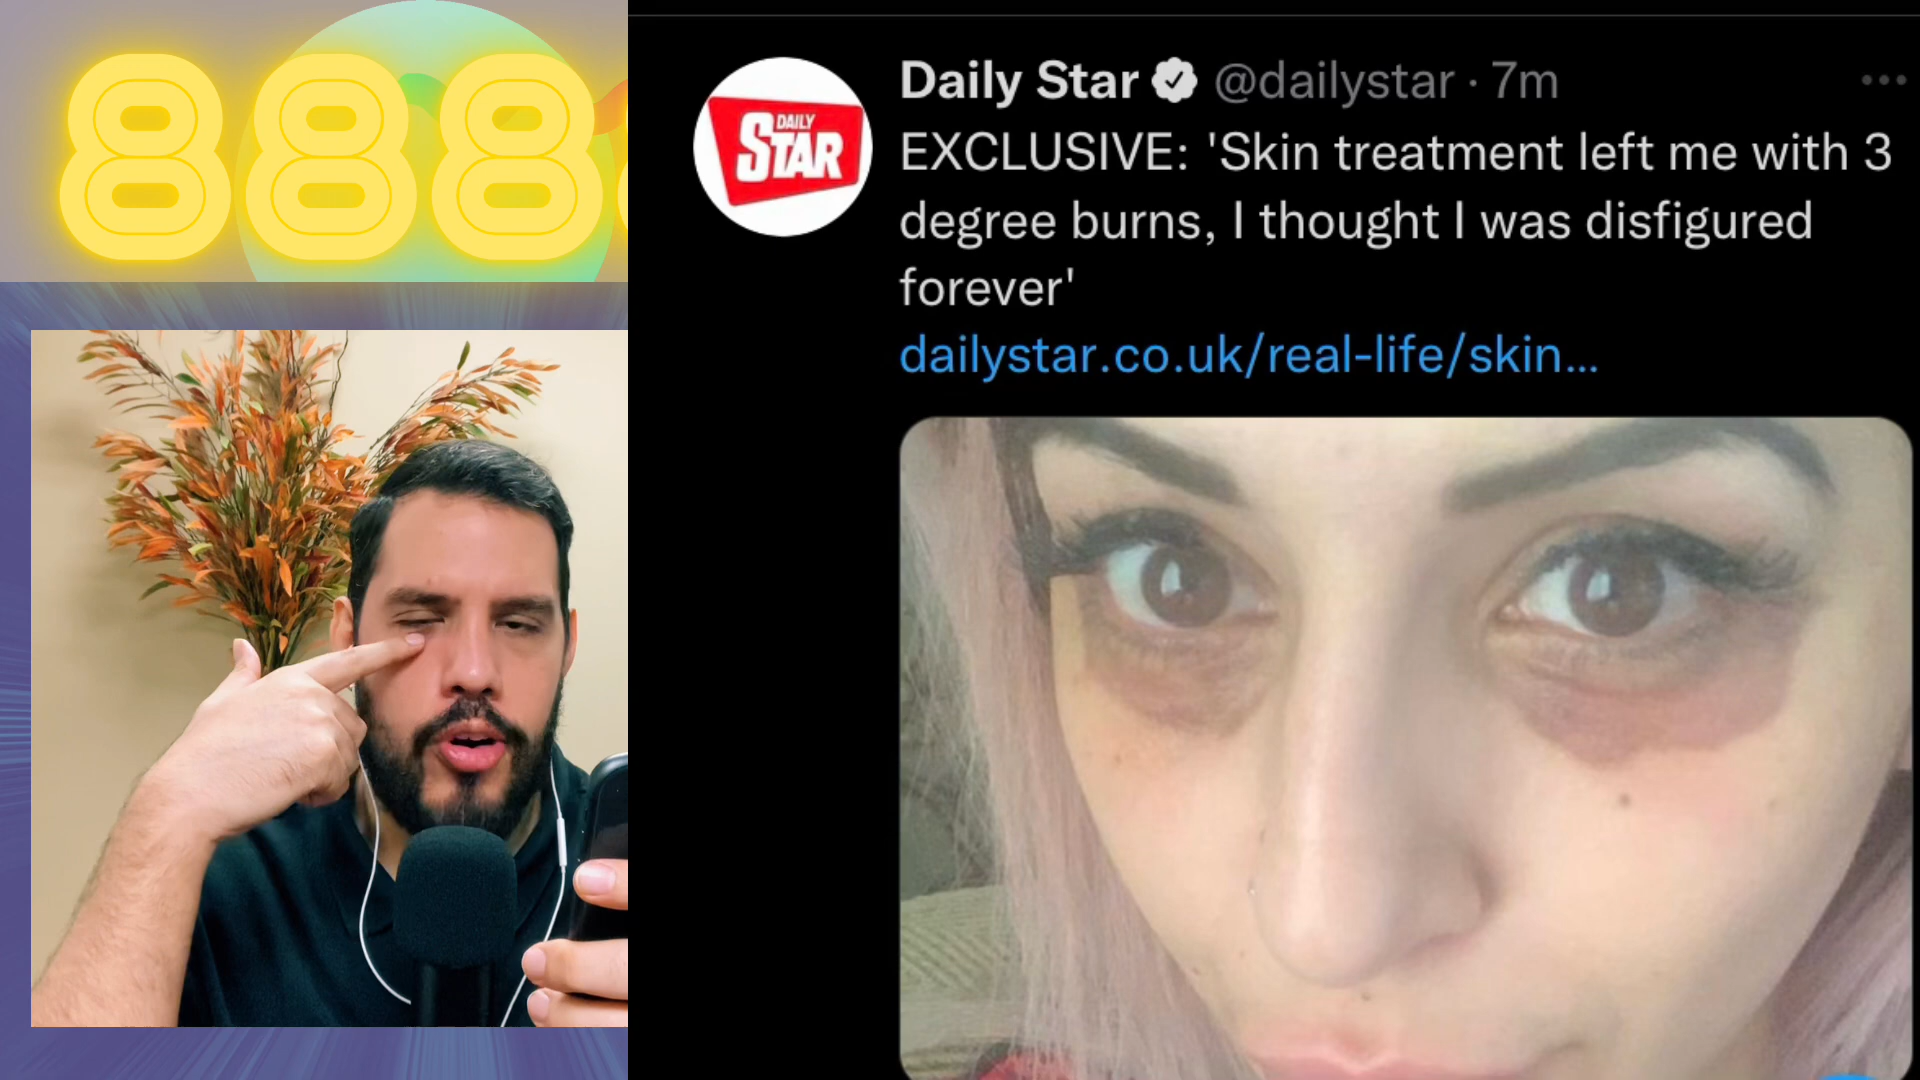 888
DAILY
STAR
Daily Star @dailystar · 7m
EXCLUSIVE: 'Skin treatment left me with 3
degree burns, I thought I was disfigured
forever'
dailystar.co.uk/real-life/skin...